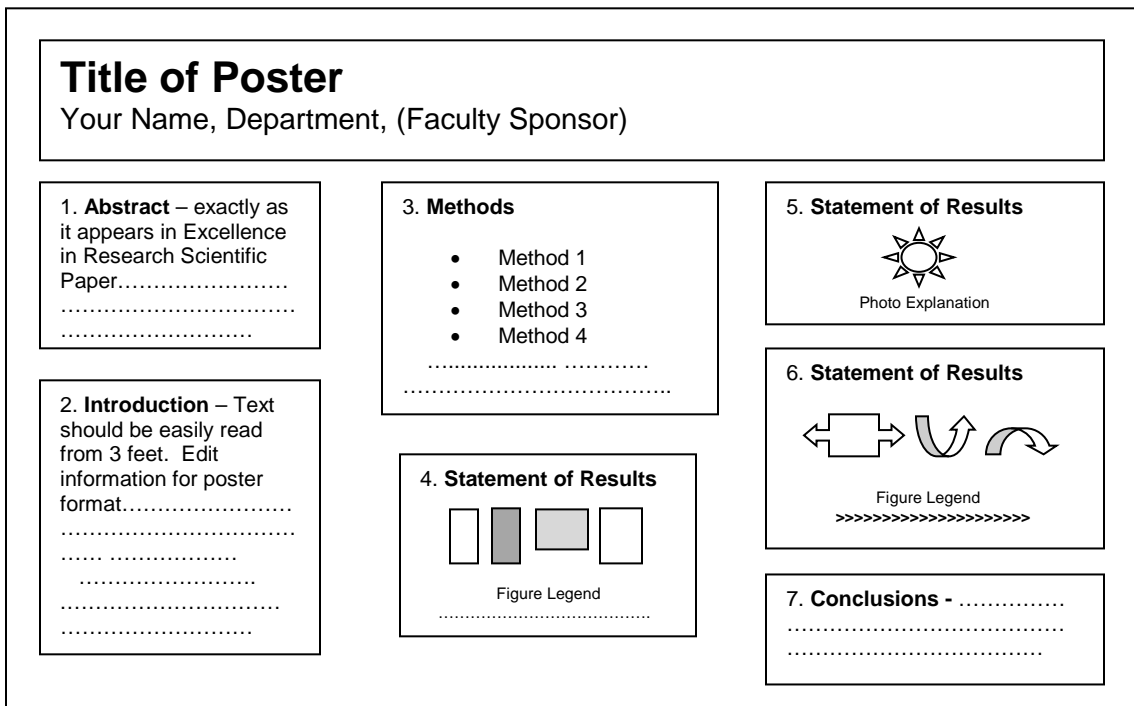 Title of Poster
Your Name, Department, (Faculty Sponsor)
1. Abstract – exactly as
it appears in Excellence
in Research Scientific
Paper……………………
……………………………
………………………
2. Introduction – Text
should be easily read
from 3 feet.  Edit
information for poster
format……………………
……………………………
…… ………………
…………………….
.…………………………
………………………
3. Methods
• Method 1
• Method 2
• Method 3
• Method 4
…................... …………
………………………………..
4. Statement of Results
Figure Legend
………………………………….
5. Statement of Results
Photo Explanation
6. Statement of Results
Figure Legend
>>>>>>>>>>>>>>>>>>>>>
7. Conclusions - ……………
…………………………………
………………………………